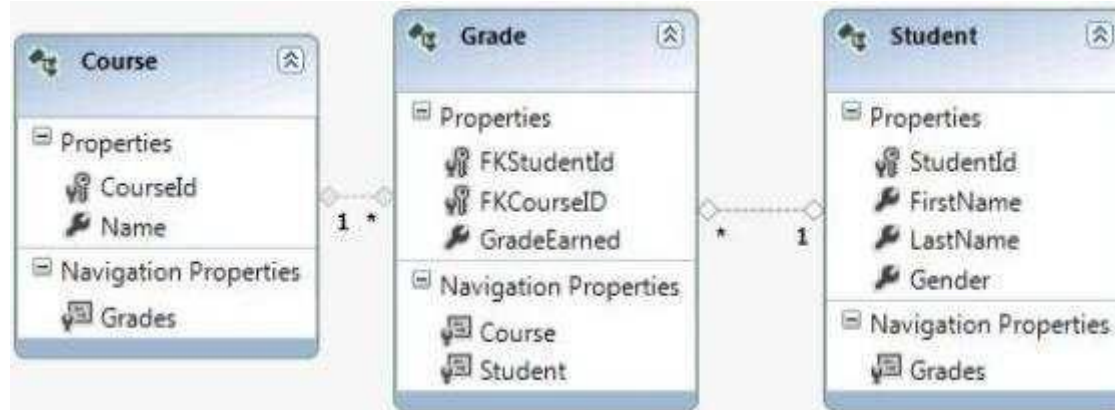 Course
Properties
CourseId
Name
Navigation Properties
Grades
1 *
Grade
Properties
FKStudentId
FKCourseID
GradeEarned
Navigation Properties
Course
Student
* 1
Student
Properties
StudentId
FirstName
LastName
Gender
Navigation Properties
Grades